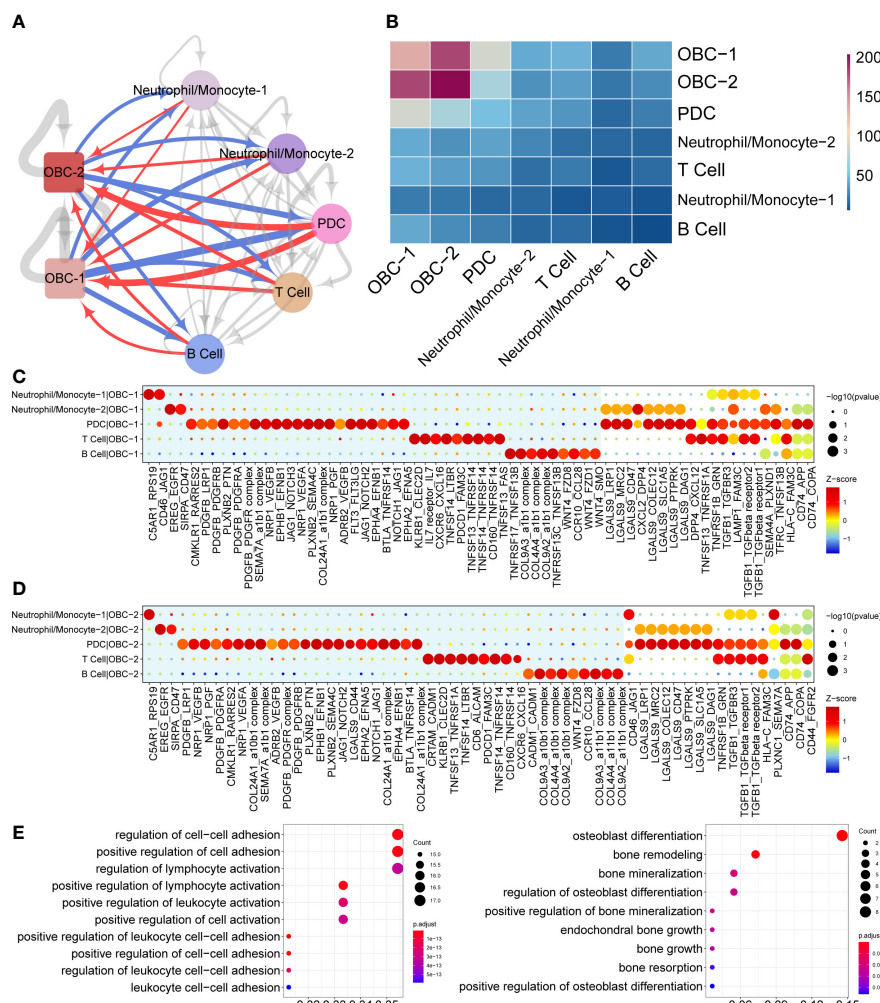 A
Neutrophil/Monocyte-1
Neutrophil/Monocyte-2
OBC-2
PDC
OBC-1
T Cell
B Cell
B
OBC-1
OBC-2
PDC
Neutrophil/Monocyte-2
T Cell
Neutrophil/Monocyte-1
B Cell
200
150
100
50
OBC-1
OBC-2
PDC
Neutrophil/Monocyte-2
T Cell
Neutrophil/Monocyte-1
B Cell
C
Neutrophil/Monocyte-1|OBC-1
Neutrophil/Monocyte-2|OBC-1
PDC|OBC-1
T Cell|OBC-1
B Cell|OBC-1
C5AR1_RPS19
CD46_JAG1
EREG_EGFR
SIRPA_CD47
CMKLR1_RARRES2
PDGFB_LRP1
PDGFB_PDGFRB
PLXNB2_PTN
PDGFB_PDGFRA
PDGFB_PDGFR complex
SEMA7A_a1b1 complex
NRP1_VEGFB
EPHB1_EFNB1
JAG1_NOTCH3
NRP1_VEGFA
PLXNB2_SEMA4C
COL24A1_a1b1 complex
NRP1_PGF
ADRB2_VEGFB
FLT3_FLT3LG
JAG1_NOTCH2
EPHA4_EFNB1
BTLA_TNFRSF14
NOTCH1_JAG1
EPHA2_EFNA5
KLRB1_CLEC2D
IL7 receptor_IL7
CXCR6_CXCL16
TNFSF14_LTBR
PDCD1_FAM3C
TNFSF13_TNFRSF14
TNFSF14_TNFRSF14
CD160_TNFRSF14
TNFSF13_FAS
TNFRSF17_TNFSF13B
COL9A3_a1b1 complex
COL4A4_a1b1 complex
COL9A2_a1b1 complex
TNFRSF13C_TNFSF13B
CCR10_CCL28
WNT4_FZD8
WNT5_FZD5
WNT4_SMO
LGALS9_LRP1
LGALS9_MRC2
LGALS9_CD47
CXCL2_DPP4
LGALS9_COLEC12
LGALS9_SLC1A5
LGALS9_PTPRK
LGALS9_DAG1
DPP4_CXCL12
TNFSF13_TNFRSF1A
TNFRSF1B_GRN
TGFB1_TGFBR3
LAMP1_FAM3C
TGFB1_TGFbeta receptor2
TGFB1_TGFbeta receptor1
SEMA4A_PLXND1
TFRC_TNFSF13B
HLA-C_FAM3C
CD74_APP
CD74_COPA
-log10(pvalue)
0
1
2
3
Z-score
1
0
-1
D
Neutrophil/Monocyte-1|OBC-2
Neutrophil/Monocyte-2|OBC-2
PDC|OBC-2
T Cell|OBC-2
B Cell|OBC-2
C5AR1_RPS19
EREG_EGFR
SIRPA_CD47
PDGFB_LRP1
NRP1_VEGFB
NRP1_PGF
PDGFB_PDGFRA
CMKLR1_RARRES2
NRP1_VEGFA
COL24A1_a1b1 complex
SEMA7A_a1b1 complex
ADRB2_VEGFB
PDGFB_PDGFR complex
PDGFB_PDGFRB
PLXNB2_PTN
EPHB1_EFNB1
PLXNB2_SEMA4C
JAG1_NOTCH2
LGALS9_CD44
EPHA2_EFNA5
NOTCH1_JAG1
EPHA4_EFNB1
BTLA_TNFRSF14
COL24A1_a10b1 complex
COL24A1_a11b1 complex
CRTAM_CADM1
KLRB1_CLEC2D
TNFSF13_TNFRSF1A
TNFSF14_LTBR
CD6_ALCAM
PDCD1_FAM3C
TNFSF14_TNFRSF14
CD160_TNFRSF14
CXCR6_CXCL16
CADM1_CADM1
COL9A3_a10b1 complex
COL4A4_a10b1 complex
COL9A2_a10b1 complex
WNT4_FZD8
CCR10_CCL28
COL9A3_a11b1 complex
COL4A4_a11b1 complex
COL9A2_a11b1 complex
CD46_JAG1
LGALS9_LRP1
LGALS9_MRC2
LGALS9_COLEC12
LGALS9_CD47
LGALS9_PTPRK
LGALS9_SLC1A5
LGALS9_DAG1
TNFRSF1B_GRN
TGFB1_TGFBR3
TGFB1_TGFbeta receptor1
TGFB1_TGFbeta receptor2
HLA-C_FAM3C
PLXNC1_SEMA7A
CD74_APP
CD74_COPA
CD44_FGFR2
-log10(pvalue)
0
1
2
3
Z-score
1
0
-1
E
regulation of cell-cell adhesion
positive regulation of cell adhesion
regulation of lymphocyte activation
positive regulation of lymphocyte activation
positive regulation of leukocyte activation
positive regulation of cell activation
positive regulation of leukocyte cell-cell adhesion
positive regulation of cell-cell adhesion
regulation of leukocyte cell-cell adhesion
leukocyte cell-cell adhesion
Count
15.0
15.5
16.0
16.5
17.0
p.adjust
1e-13
2e-13
3e-13
4e-13
5e-13
osteoblast differentiation
bone remodeling
bone mineralization
regulation of osteoblast differentiation
positive regulation of bone mineralization
endochondral bone growth
bone growth
bone resorption
positive regulation of osteoblast differentiation
Count
2
3
4
5
6
7
8
p.adjust